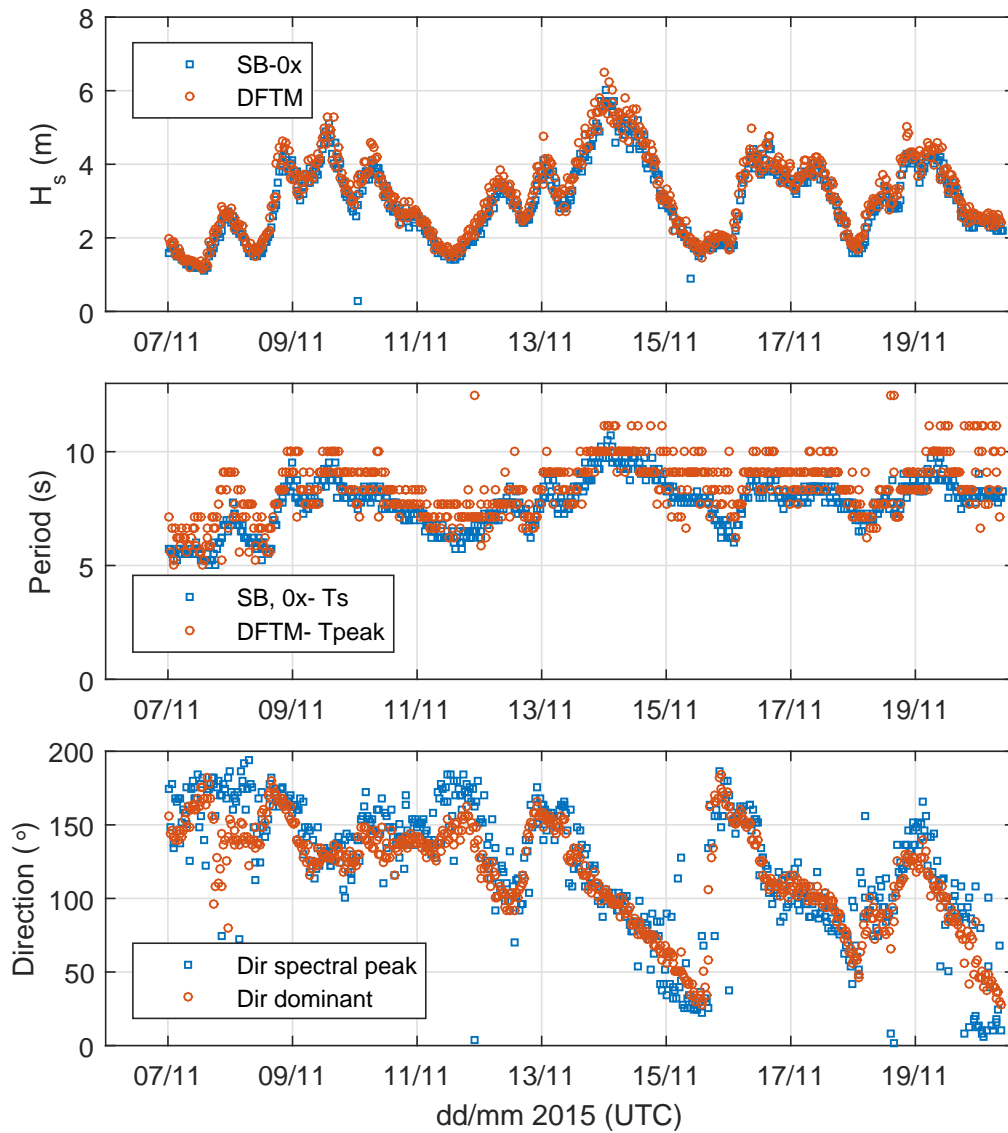 8
6
4
2
0
H_s (m)
SB-0x
DFTM
07/11 09/11 11/11 13/11 15/11 17/11 19/11
10
5
0
Period (s)
SB, 0x- Ts
DFTM- Tpeak
07/11 09/11 11/11 13/11 15/11 17/11 19/11
200
150
100
50
0
Direction (°)
Dir spectral peak
Dir dominant
07/11 09/11 11/11 13/11 15/11 17/11 19/11
dd/mm 2015 (UTC)